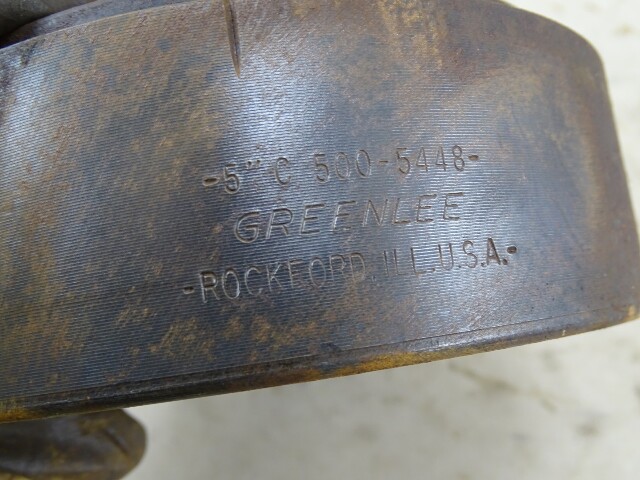 -5" C 500-5448-
GREENLEE
-ROCKFORD, ILL. U.S.A.-